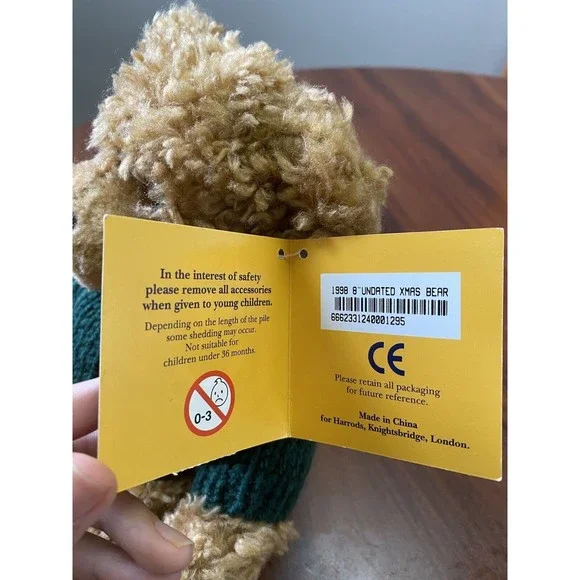 In the interest of safety
please remove all accessories
when given to young children.
Depending on the length of the pile
some shedding may occur.
Not suitable for
children under 36 months.
0-3
1998 8"UNDATED XMAS BEAR
6662331240001295
CE
Please retain all packaging
for future reference.
Made in China
for Harrods, Knightsbridge, London.